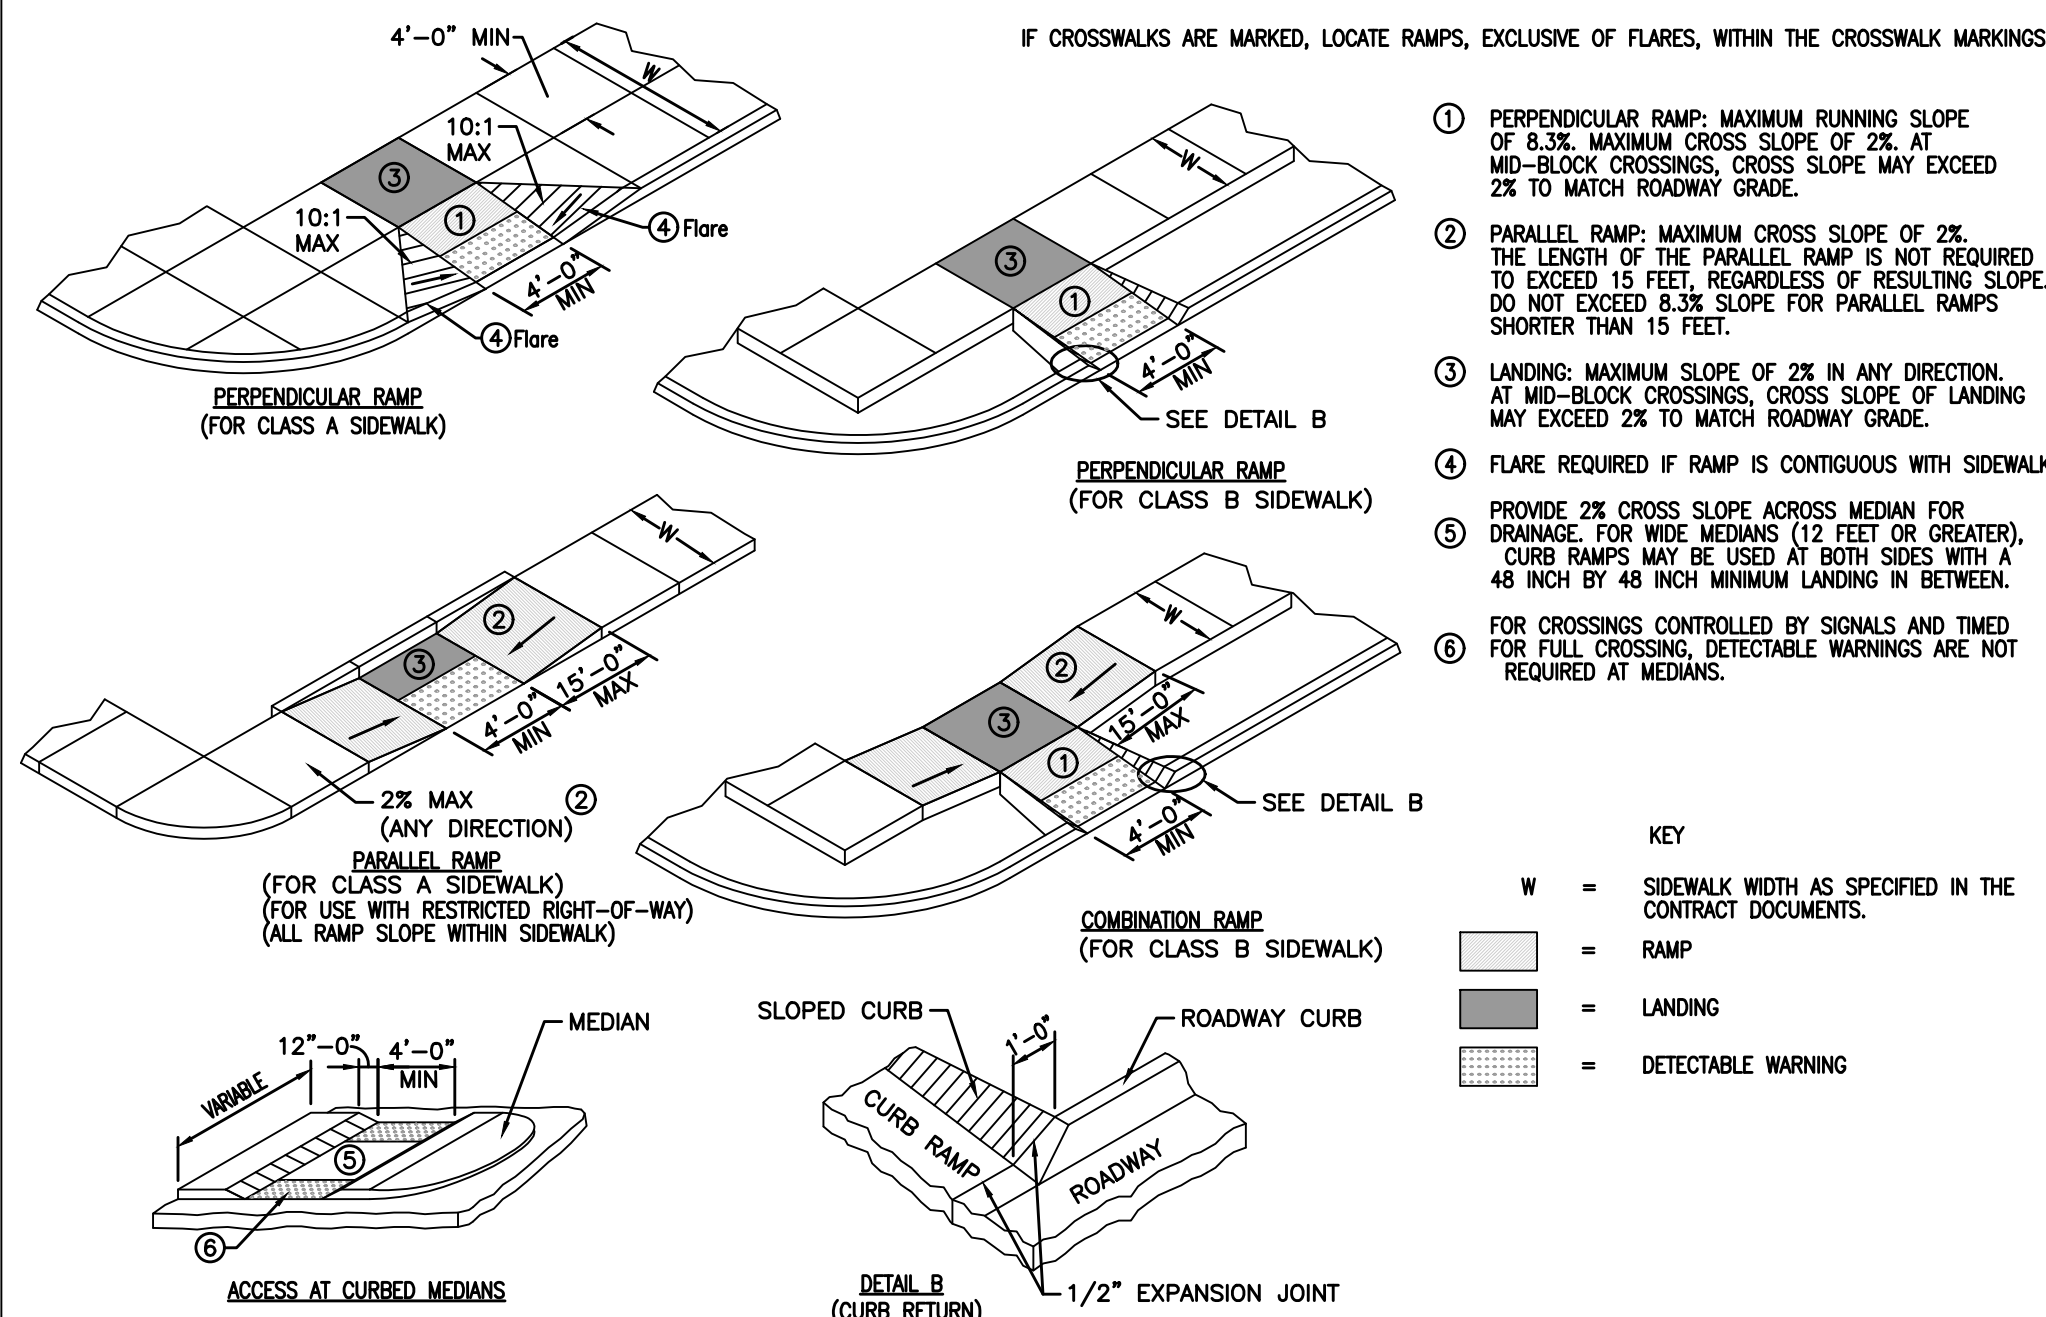 IF CROSSWALKS ARE MARKED, LOCATE RAMPS, EXCLUSIVE OF FLARES, WITHIN THE CROSSWALK MARKINGS
4'-0" MIN
W
10:1
MAX
3
1
10:1
MAX
4 Flare
4'-0"
MIN
4 Flare
PERPENDICULAR RAMP
(FOR CLASS A SIDEWALK)
W
3
1
4'-0"
MIN
SEE DETAIL B
PERPENDICULAR RAMP
(FOR CLASS B SIDEWALK)
1 PERPENDICULAR RAMP: MAXIMUM RUNNING SLOPE
OF 8.3%. MAXIMUM CROSS SLOPE OF 2%. AT
MID-BLOCK CROSSINGS, CROSS SLOPE MAY EXCEED
2% TO MATCH ROADWAY GRADE.
2 PARALLEL RAMP: MAXIMUM CROSS SLOPE OF 2%.
THE LENGTH OF THE PARALLEL RAMP IS NOT REQUIRED
TO EXCEED 15 FEET, REGARDLESS OF RESULTING SLOPE.
DO NOT EXCEED 8.3% SLOPE FOR PARALLEL RAMPS
SHORTER THAN 15 FEET.
3 LANDING: MAXIMUM SLOPE OF 2% IN ANY DIRECTION.
AT MID-BLOCK CROSSINGS, CROSS SLOPE OF LANDING
MAY EXCEED 2% TO MATCH ROADWAY GRADE.
4 FLARE REQUIRED IF RAMP IS CONTIGUOUS WITH SIDEWALK
PROVIDE 2% CROSS SLOPE ACROSS MEDIAN FOR
5 DRAINAGE. FOR WIDE MEDIANS (12 FEET OR GREATER),
CURB RAMPS MAY BE USED AT BOTH SIDES WITH A
48 INCH BY 48 INCH MINIMUM LANDING IN BETWEEN.
FOR CROSSINGS CONTROLLED BY SIGNALS AND TIMED
6 FOR FULL CROSSING, DETECTABLE WARNINGS ARE NOT
REQUIRED AT MEDIANS.
W
2
3
15'-0"
MAX
4'-0"
MIN
2% MAX 2
(ANY DIRECTION)
PARALLEL RAMP
(FOR CLASS A SIDEWALK)
(FOR USE WITH RESTRICTED RIGHT-OF-WAY)
(ALL RAMP SLOPE WITHIN SIDEWALK)
W
2
3
15'-0"
MAX
1
SEE DETAIL B
4'-0"
MIN
COMBINATION RAMP
(FOR CLASS B SIDEWALK)
KEY
W = SIDEWALK WIDTH AS SPECIFIED IN THE
CONTRACT DOCUMENTS.
= RAMP
= LANDING
= DETECTABLE WARNING
MEDIAN
12"-0" 4'-0"
MIN
VARIABLE
5
6
ACCESS AT CURBED MEDIANS
SLOPED CURB
1'-0"
ROADWAY CURB
CURB RAMP
ROADWAY
1/2" EXPANSION JOINT
DETAIL B
(CURB RETURN)